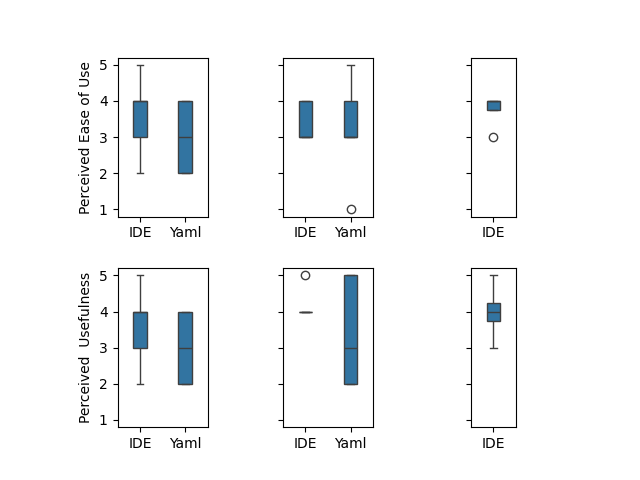 Perceived Ease of Use
5
4
3
2
1
IDE Yaml
IDE Yaml
IDE
Perceived Usefulness
5
4
3
2
1
IDE Yaml
IDE Yaml
IDE